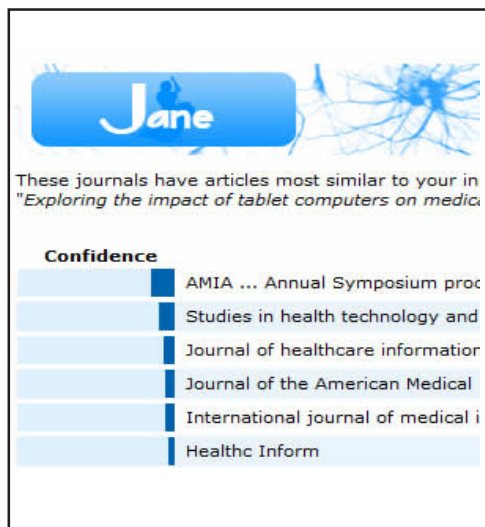 Jane
These journals have articles most similar to your in
"Exploring the impact of tablet computers on medica
Confidence
AMIA ... Annual Symposium proc
Studies in health technology and
Journal of healthcare information
Journal of the American Medical
International journal of medical i
Healthc Inform